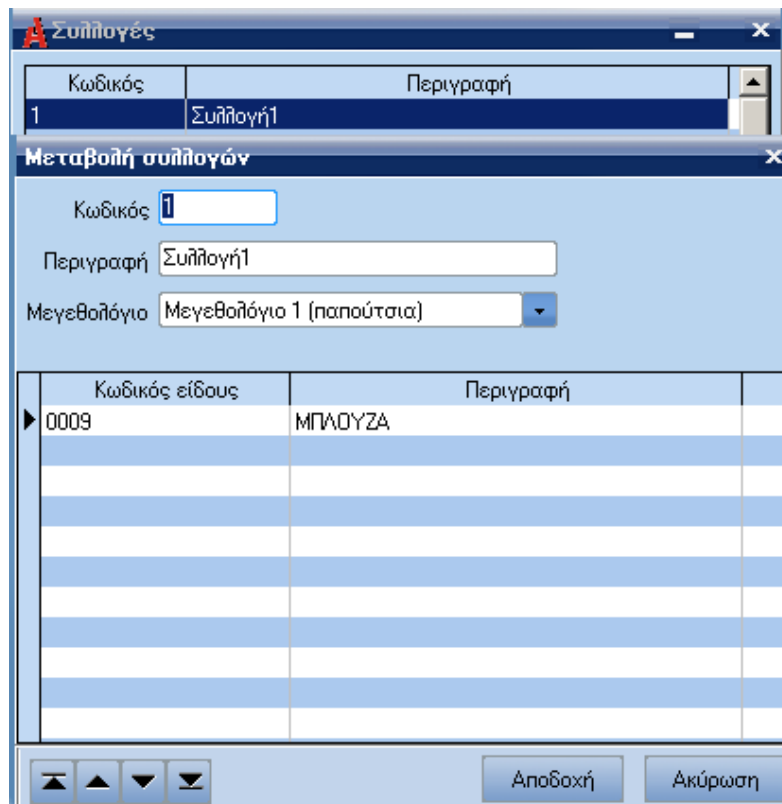 Συλλογές
Κωδικός Περιγραφή
1 Συλλογή1
Μεταβολή συλλογών
Κωδικός 1
Περιγραφή Συλλογή1
Μεγεθολόγιο Μεγεθολόγιο 1 (παπούτσια)
Κωδικός είδους Περιγραφή
0009 ΜΠΛΟΥΖΑ
Αποδοχή Ακύρωση